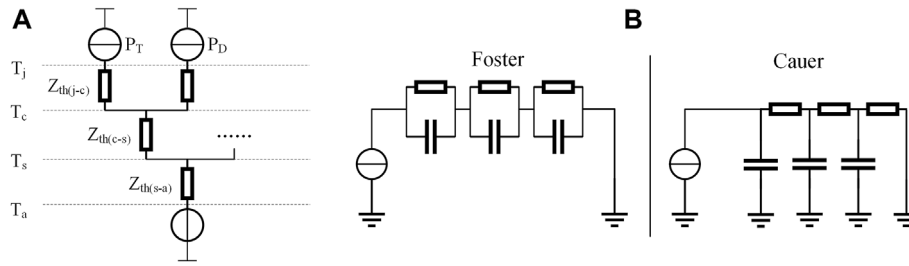 A
P_T
P_D
T_j
Z_th(j-c)
T_c
Z_th(c-s)
......
T_s
Z_th(s-a)
T_a
Foster
B
Cauer